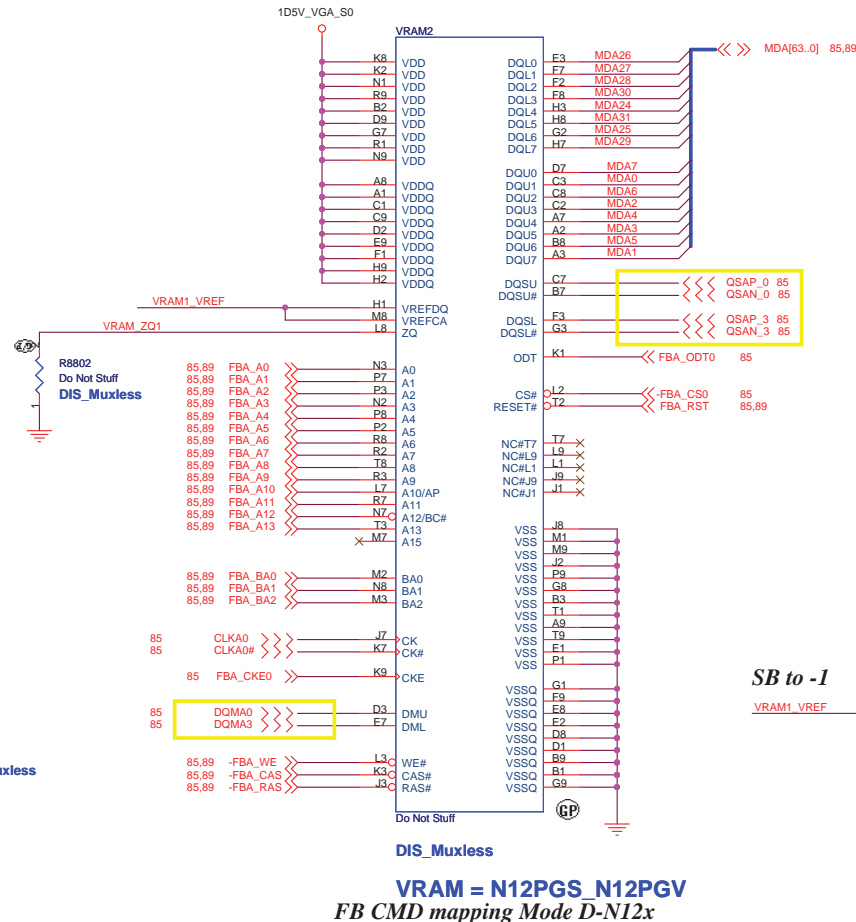 1D5V_VGA_S0
VRAM2
K8 VDD DQL0 E3 MDA26 MDA[63..0] 85,89
K2 VDD DQL1 F7 MDA27
N1 VDD DQL2 F2 MDA28
R9 VDD DQL3 F8 MDA30
B2 VDD DQL4 H3 MDA24
D9 VDD DQL5 H8 MDA31
G7 VDD DQL6 G2 MDA25
R1 VDD DQL7 H7 MDA29
N9 VDD
DQU0 D7 MDA7
A8 VDDQ DQU1 C3 MDA0
A1 VDDQ DQU2 C8 MDA6
C1 VDDQ DQU3 C2 MDA2
C9 VDDQ DQU4 A7 MDA4
D2 VDDQ DQU5 A2 MDA3
E9 VDDQ DQU6 B8 MDA5
F1 VDDQ DQU7 A3 MDA1
H9 VDDQ
H2 VDDQ DQSU C7 QSAP_0 85
DQSU# B7 QSAN_0 85
VRAM1_VREF H1 VREFDQ
M8 VREFCA DQSL F3 QSAP_3 85
VRAM_ZQ1 L8 ZQ DQSL# G3 QSAN_3 85
ODT K1 FBA_ODT0 85
R8802
Do Not Stuff
DIS_Muxless
1
85,89 FBA_A0 N3 A0
85,89 FBA_A1 P7 A1
85,89 FBA_A2 P3 A2 CS# L2 -FBA_CS0 85
85,89 FBA_A3 N2 A3 RESET# T2 FBA_RST 85,89
85,89 FBA_A4 P8 A4
85,89 FBA_A5 P2 A5
85,89 FBA_A6 R8 A6 NC#T7 T7
85,89 FBA_A7 R2 A7 NC#L9 L9
85,89 FBA_A8 T8 A8 NC#L1 L1
85,89 FBA_A9 R3 A9 NC#J9 J9
85,89 FBA_A10 L7 A10/AP NC#J1 J1
85,89 FBA_A11 R7 A11
85,89 FBA_A12 N7 A12/BC#
85,89 FBA_A13 T3 A13 VSS J8
M7 A15 VSS M1
VSS M9
VSS J2
85,89 FBA_BA0 M2 BA0 VSS P9
85,89 FBA_BA1 N8 BA1 VSS G8
85,89 FBA_BA2 M3 BA2 VSS B3
VSS T1
VSS A9
85 CLKA0 J7 CK VSS T9
85 CLKA0# K7 CK# VSS E1
VSS P1
85 FBA_CKE0 K9 CKE
VSSQ G1
VSSQ F9
85 DQMA0 D3 DMU VSSQ E8
85 DQMA3 E7 DML VSSQ E2
VSSQ D8
VSSQ D1
85,89 -FBA_WE L3 WE# VSSQ B9
85,89 -FBA_CAS K3 CAS# VSSQ B1
85,89 -FBA_RAS J3 RAS# VSSQ G9
SB to -1
VRAM1_VREF
uxless
Do Not Stuff
GP
DIS_Muxless
VRAM = N12PGS_N12PGV
FB CMD mapping Mode D-N12x